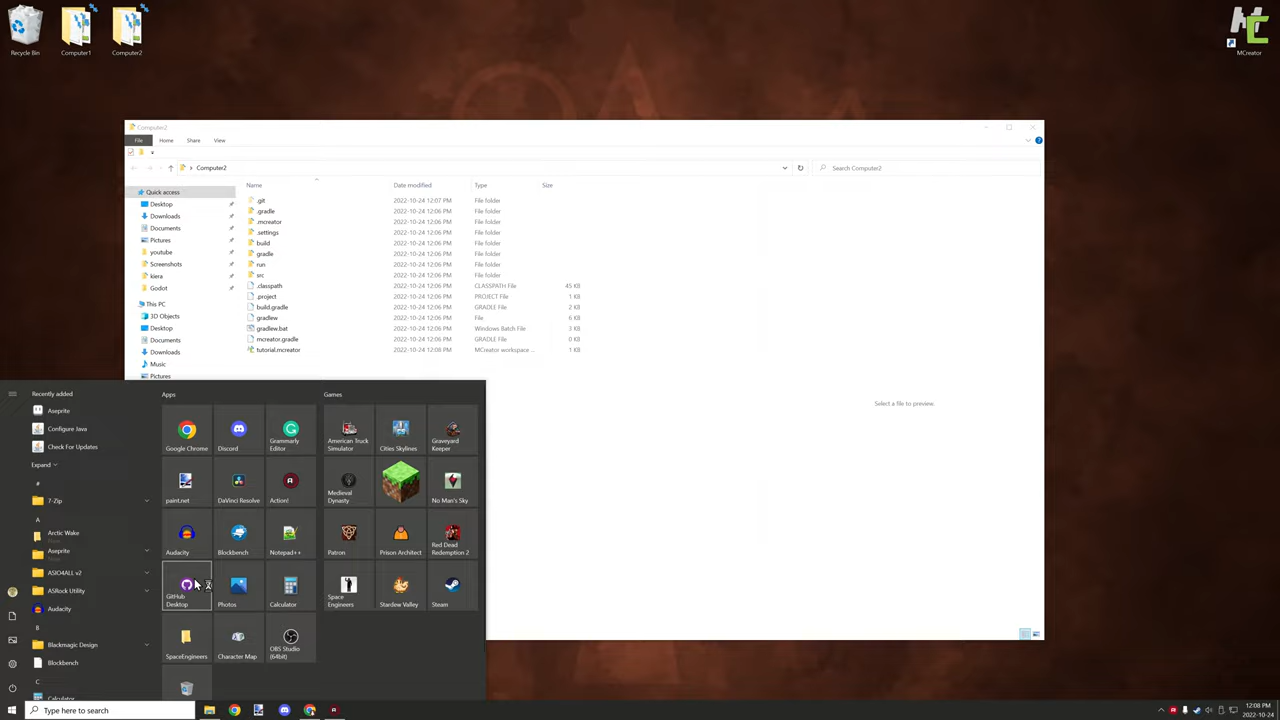 Recycle Bin
Computer1
Computer2
MCreator
Computer2
File Home Share View
Computer2
Search Computer2
Name Date modified Type Size
Quick access
Desktop
Downloads
Documents
Pictures
youtube
Screenshots
kiera
Godot
This PC
3D Objects
Desktop
Documents
Downloads
Music
Pictures
.git 2022-10-24 12:07 PM File folder
.gradle 2022-10-24 12:06 PM File folder
.mcreator 2022-10-24 12:06 PM File folder
.settings 2022-10-24 12:06 PM File folder
build 2022-10-24 12:06 PM File folder
gradle 2022-10-24 12:06 PM File folder
run 2022-10-24 12:06 PM File folder
src 2022-10-24 12:06 PM File folder
.classpath 2022-10-24 12:06 PM CLASSPATH File 45 KB
.project 2022-10-24 12:06 PM PROJECT File 1 KB
build.gradle 2022-10-24 12:06 PM GRADLE File 2 KB
gradlew 2022-10-24 12:06 PM File 6 KB
gradlew.bat 2022-10-24 12:06 PM Windows Batch File 3 KB
mcreator.gradle 2022-10-24 12:06 PM GRADLE File 0 KB
tutorial.mcreator 2022-10-24 12:08 PM MCreator workspace ... 1 KB
Select a file to preview.
Recently added
Aseprite
Configure Java
Check For Updates
Expand
#
7-Zip
A
Arctic Wake
Aseprite
ASIO4ALL v2
ASRock Utility
Audacity
B
Blackmagic Design
Blockbench
C
Calculator
Apps
Google Chrome
Discord
Grammarly Editor
paint.net
DaVinci Resolve
Action!
Audacity
Blockbench
Notepad++
GitHub Desktop
Photos
Calculator
SpaceEngineers
Character Map
OBS Studio (64bit)
Games
American Truck Simulator
Cities Skylines
Graveyard Keeper
Medieval Dynasty
No Man's Sky
Patron
Prison Architect
Red Dead Redemption 2
Space Engineers
Stardew Valley
Steam
Type here to search
12:08 PM
2022-10-24